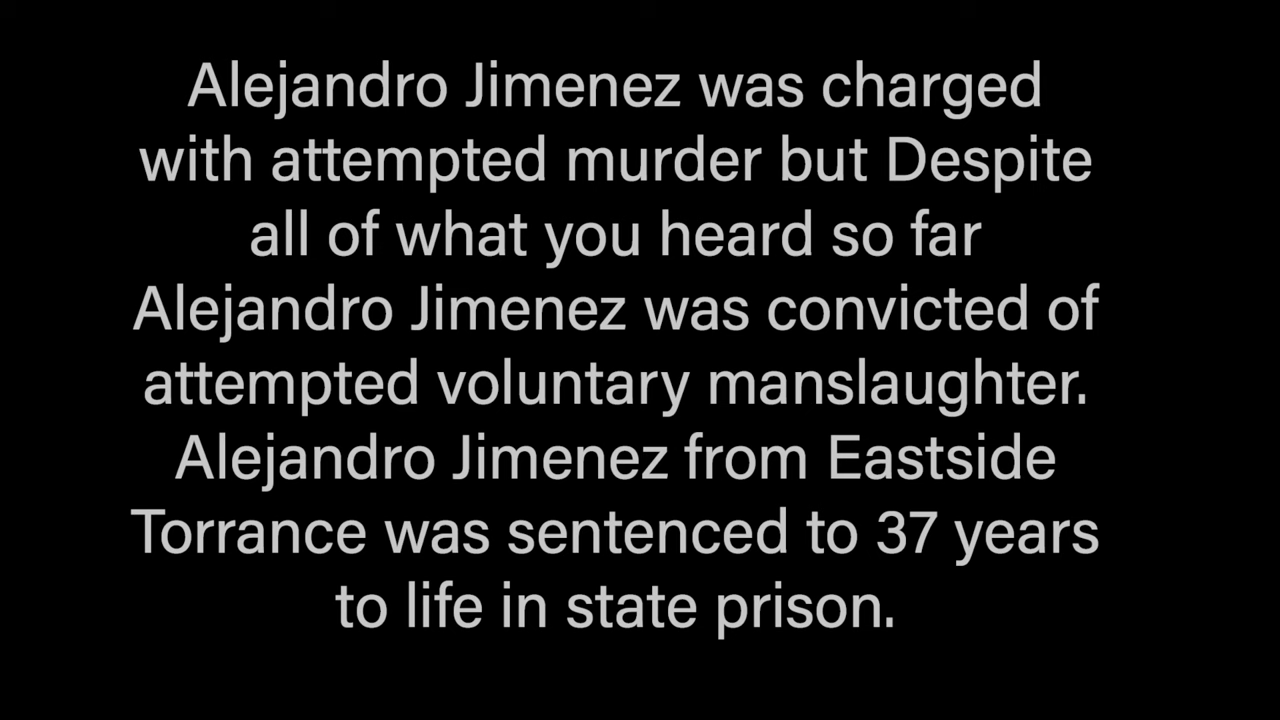 Alejandro Jimenez was charged
with attempted murder but Despite
all of what you heard so far
Alejandro Jimenez was convicted of
attempted voluntary manslaughter.
Alejandro Jimenez from Eastside
Torrance was sentenced to 37 years
to life in state prison.